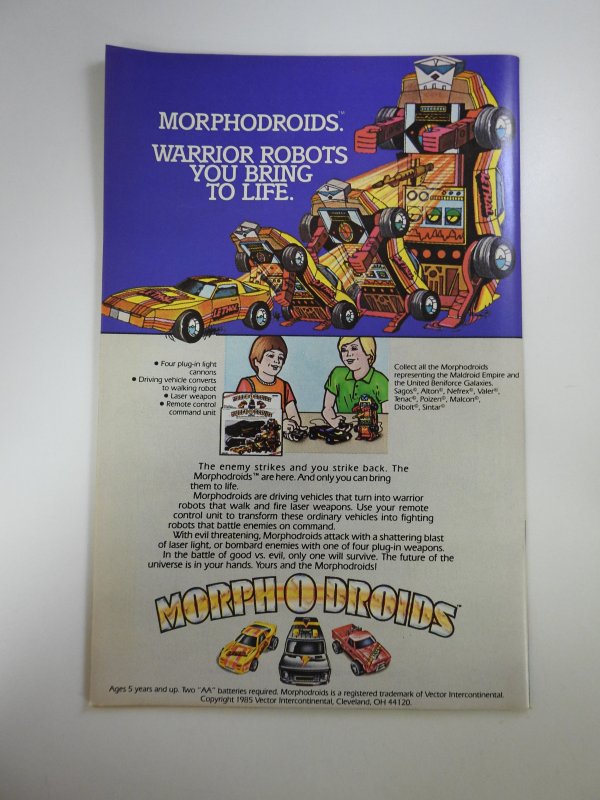 MORPHODROIDS.™
WARRIOR ROBOTS
YOU BRING
TO LIFE.
LETHAL
• Four plug-in light
cannons
• Driving vehicle converts
to walking robot
• Laser weapon
• Remote control
command unit
Collect all the Morphodroids
representing the Maldroid Empire and
the United Beniforce Galaxies.
Sagos©, Alton©, Nefrex©, Valer©,
Tenac©, Poizen©, Malcon©,
Dibolt©, Sintar©
The enemy strikes and you strike back. The
Morphodroids™ are here. And only you can bring
them to life.
Morphodroids are driving vehicles that turn into warrior
robots that walk and fire laser weapons. Use your remote
control unit to transform these ordinary vehicles into fighting
robots that battle enemies on command.
With evil threatening, Morphodroids attack with a shattering blast
of laser light, or bombard enemies with one of four plug-in weapons.
In the battle of good vs. evil, only one will survive. The future of the
universe is in your hands. Yours and the Morphodroids!
MORPH-O-DROIDS™
Ages 5 years and up. Two "AA" batteries required. Morphodroids is a registered trademark of Vector Intercontinental.
Copyright 1985 Vector Intercontinental, Cleveland, OH 44120.